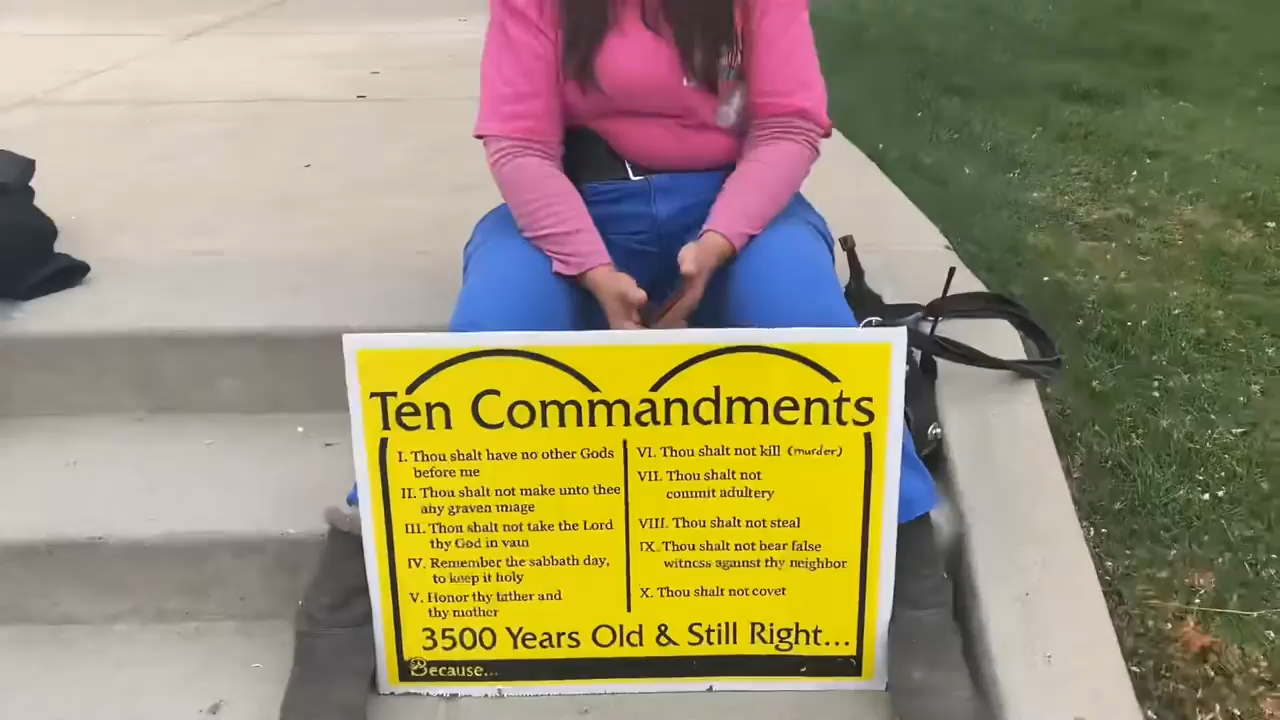 Ten Commandments
I. Thou shalt have no other Gods
before me
II. Thou shalt not make unto thee
any graven image
III. Thou shalt not take the Lord
thy God in vain
IV. Remember the sabbath day,
to keep it holy
V. Honor thy father and
thy mother
VI. Thou shalt not kill (murder)
VII. Thou shalt not
commit adultery
VIII. Thou shalt not steal
IX. Thou shalt not bear false
witness against thy neighbor
X. Thou shalt not covet
3500 Years Old & Still Right...
Because...